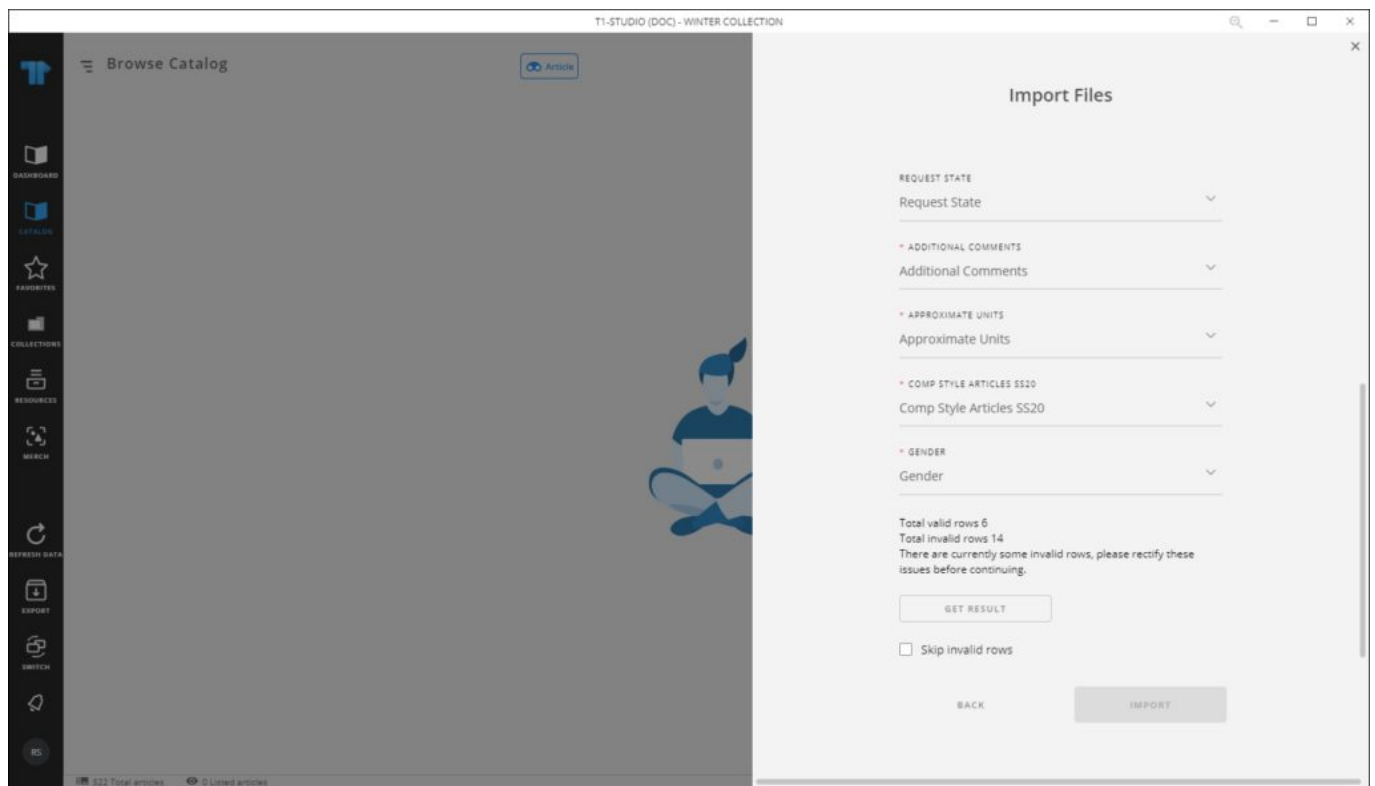 T1-STUDIO (DOC) - WINTER COLLECTION
Browse Catalog
Article
DASHBOARD
CATALOG
FAVORITES
COLLECTIONS
RESOURCES
MERCH
REFRESH DATA
EXPORT
SWITCH
RS
522 Total articles
0 Listed articles
Import Files
REQUEST STATE
Request State
* ADDITIONAL COMMENTS
Additional Comments
* APPROXIMATE UNITS
Approximate Units
* COMP STYLE ARTICLES SS20
Comp Style Articles SS20
* GENDER
Gender
Total valid rows 6
Total invalid rows 14
There are currently some invalid rows, please rectify these
issues before continuing.
GET RESULT
Skip invalid rows
BACK
IMPORT